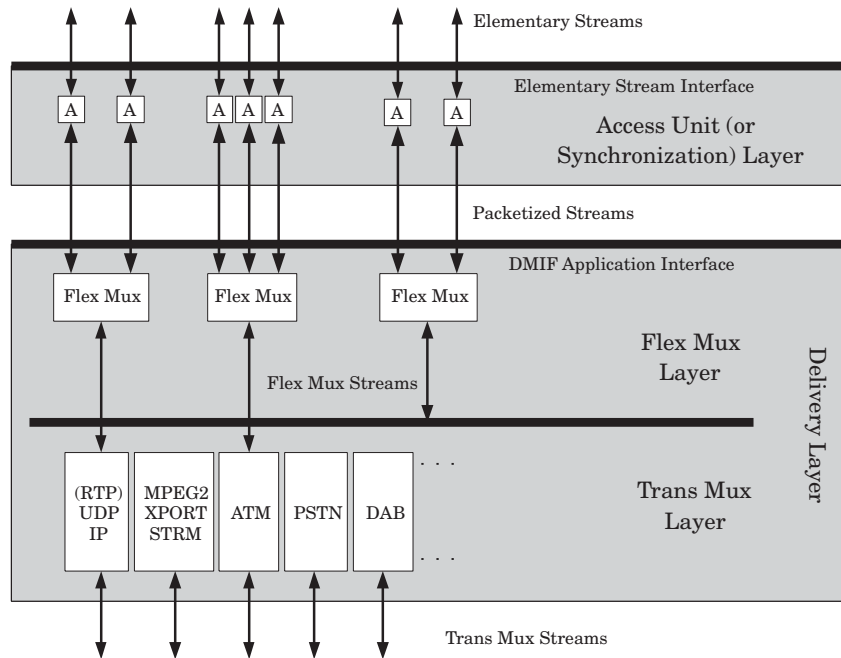 Elementary Streams
Elementary Stream Interface
A A A A A A A
Access Unit (or
Synchronization) Layer
Packetized Streams
DMIF Application Interface
Flex Mux Flex Mux Flex Mux
Flex Mux
Layer
Flex Mux Streams
Delivery Layer
(RTP)
UDP
IP
MPEG2
XPORT
STRM
ATM
PSTN
DAB
. . .
. . .
Trans Mux
Layer
Trans Mux Streams